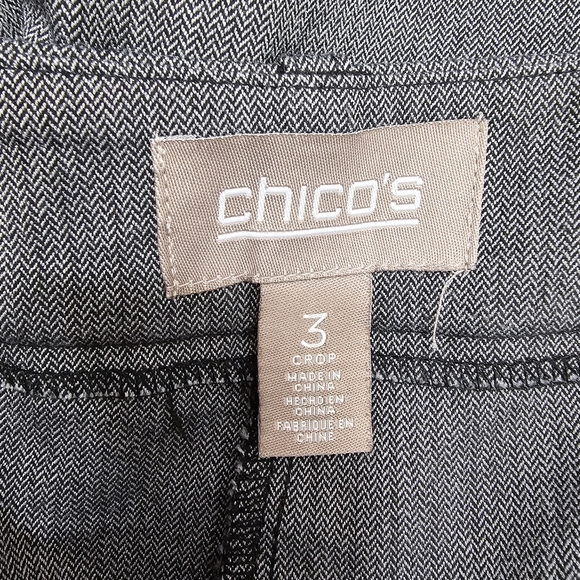 chico's
3
CROP
MADE IN
CHINA
HECHO EN
CHINA
FABRIQUE EN
CHINE